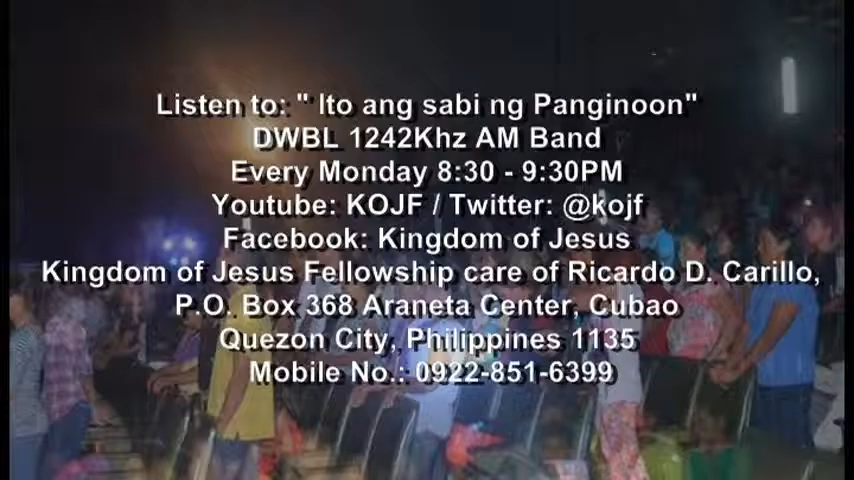 Listen to: " Ito ang sabi ng Panginoon"
DWBL 1242Khz AM Band
Every Monday 8:30 - 9:30PM
Youtube: KOJF / Twitter: @kojf
Facebook: Kingdom of Jesus
Kingdom of Jesus Fellowship care of Ricardo D. Carillo,
P.O. Box 368 Araneta Center, Cubao
Quezon City, Philippines 1135
Mobile No.: 0922-851-6399